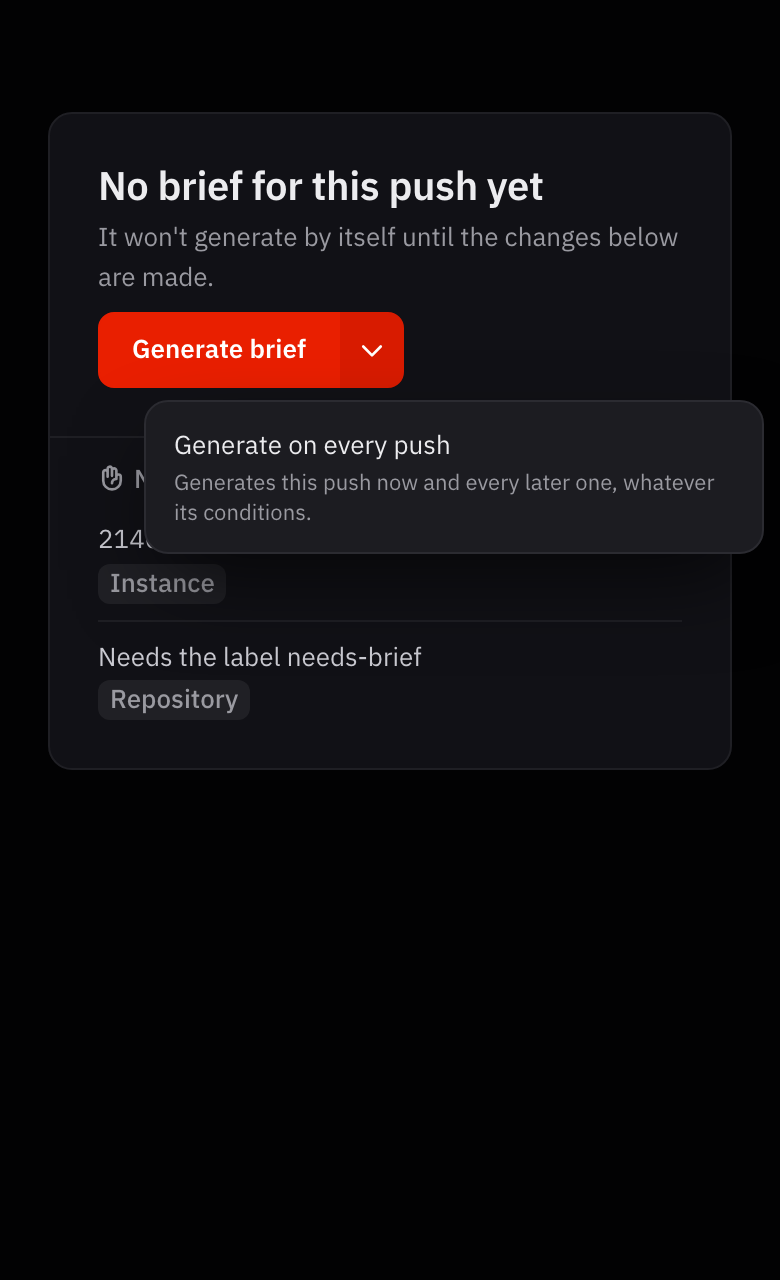 No brief for this push yet
It won't generate by itself until the changes below
are made.
Generate brief
Generate on every push
Generates this push now and every later one, whatever
its conditions.
Instance
Needs the label needs-brief
Repository